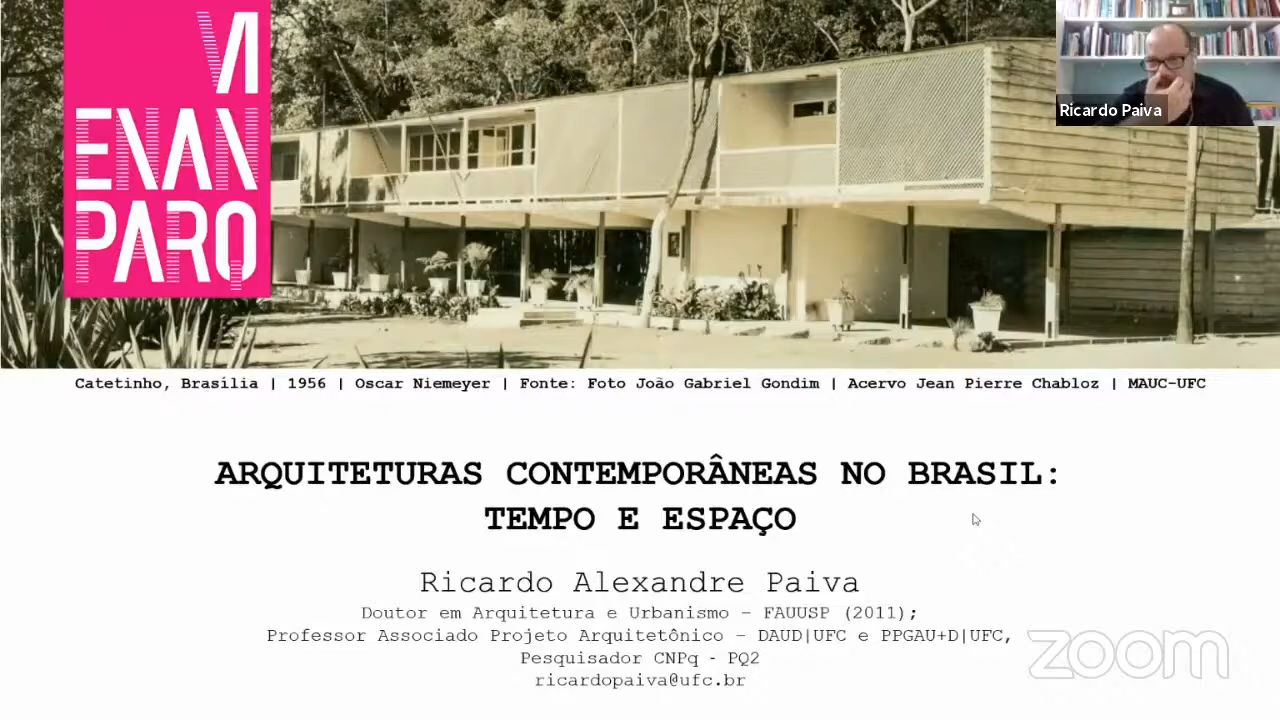 VI
ENAN
PARQ
Ricardo Paiva
Catetinho, Brasília | 1956 | Oscar Niemeyer | Fonte: Foto João Gabriel Gondim | Acervo Jean Pierre Chabloz | MAUC-UFC
ARQUITETURAS CONTEMPORÂNEAS NO BRASIL:
TEMPO E ESPAÇO
Ricardo Alexandre Paiva
Doutor em Arquitetura e Urbanismo – FAUUSP (2011);
Professor Associado Projeto Arquitetônico – DAUD|UFC e PPGAU+D|UFC,
Pesquisador CNPq - PQ2
ricardopaiva@ufc.br
zoom